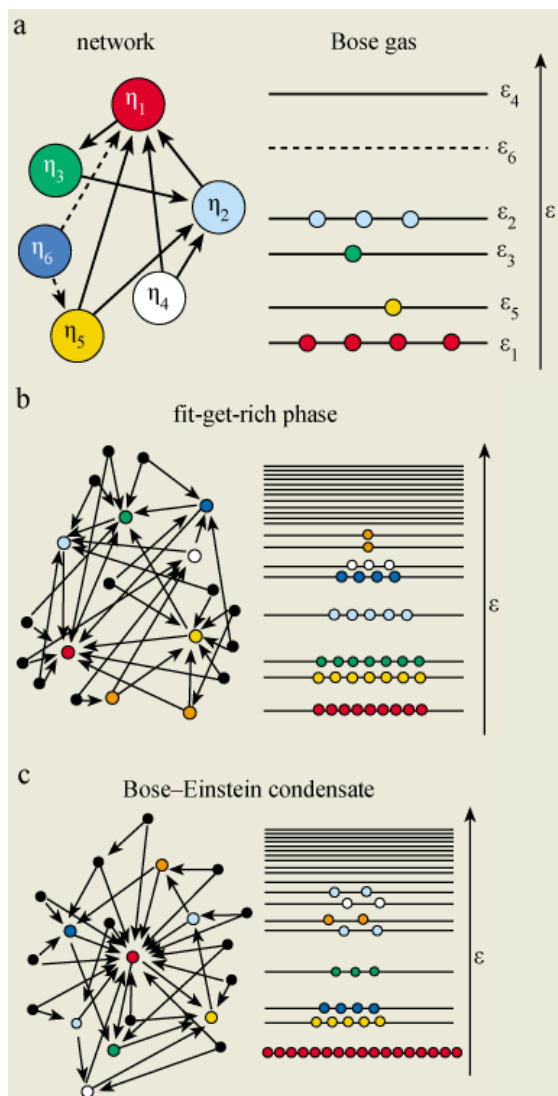 a
network
Bose gas
η₁
η₃
η₂
η₆
η₄
η₅
ε₄
ε₆
ε₂
ε₃
ε₅
ε₁
ε
b
fit-get-rich phase
ε
c
Bose–Einstein condensate
ε